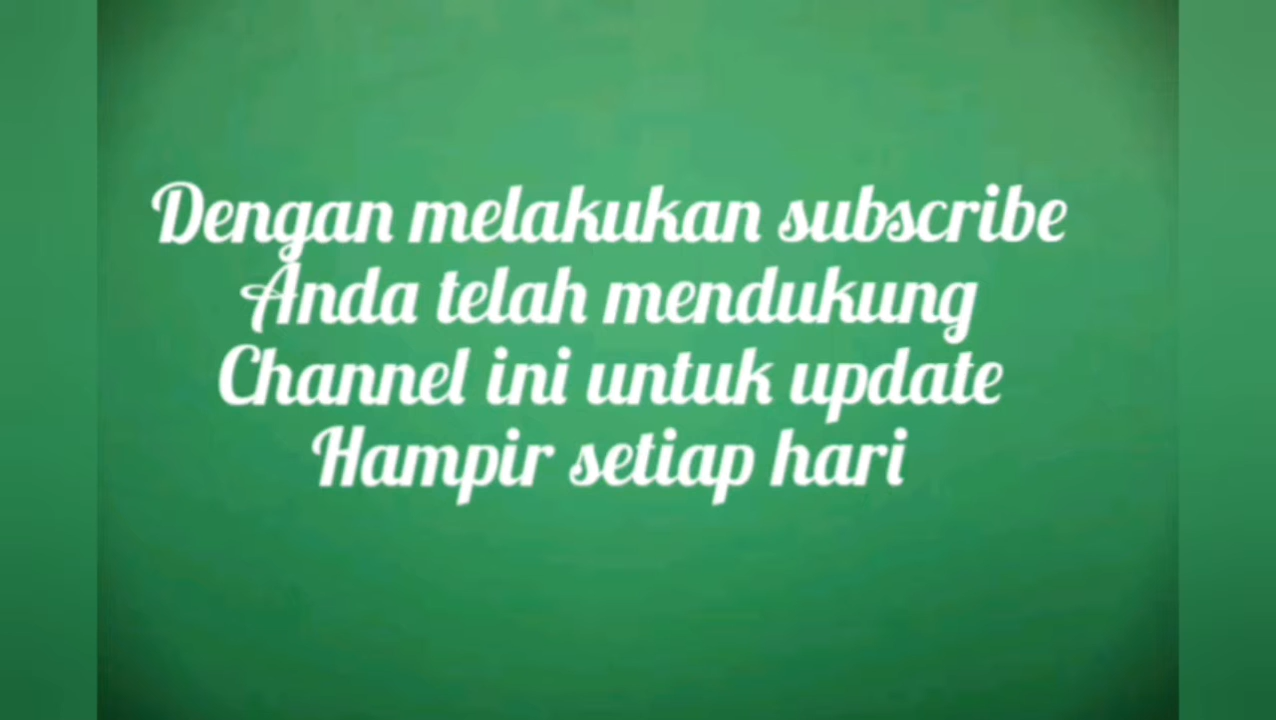 Dengan melakukan subscribe
Anda telah mendukung
Channel ini untuk update
Hampir setiap hari